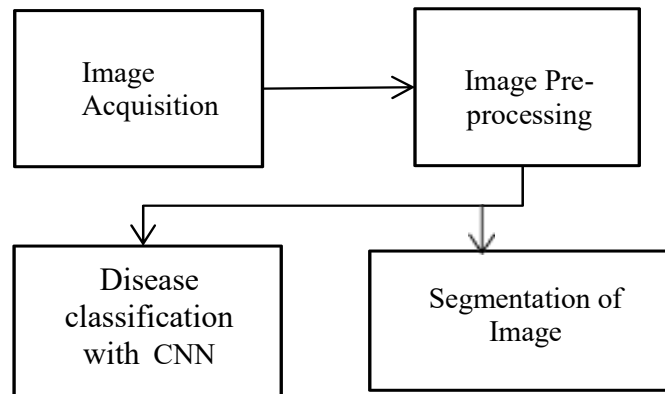 Image
Acquisition
Image Pre-
processing
Disease
classification
with CNN
Segmentation of
Image